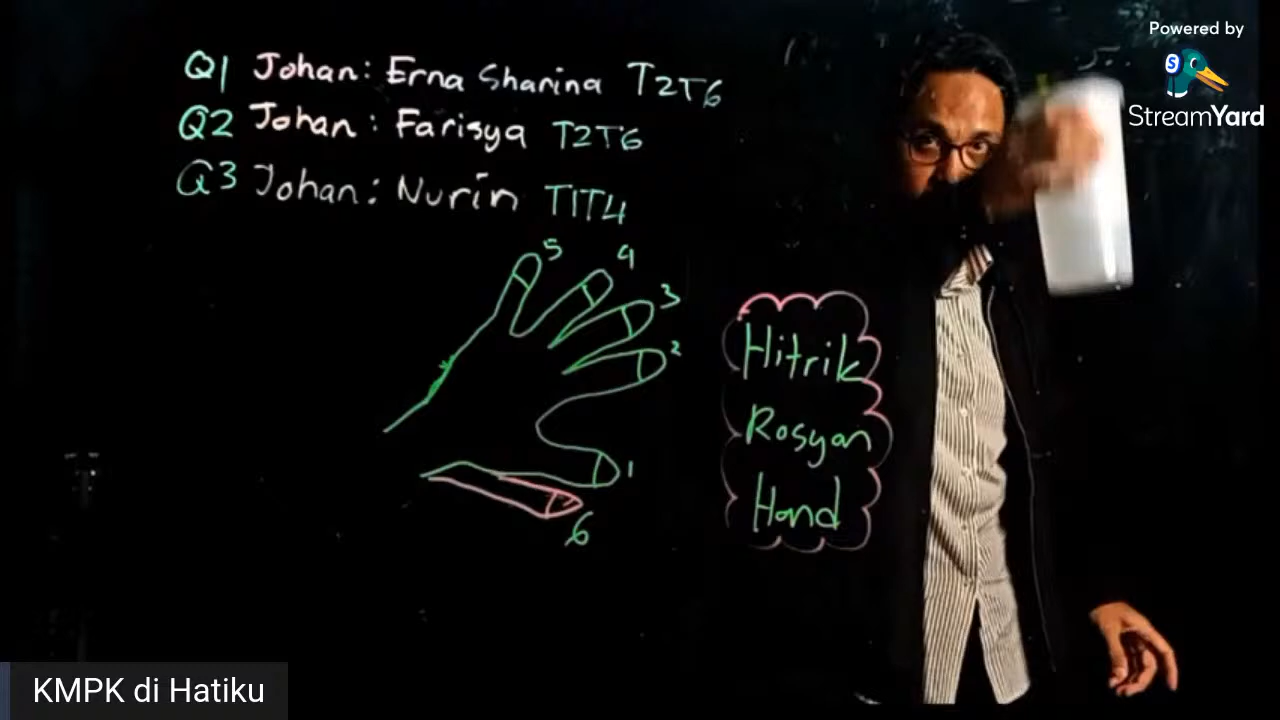 Q1 Johan: Erna Sharina T2T6
Q2 Johan: Farisya T2T6
Q3 Johan: Nurin T1T4
5
4
3
2
1
6
Hitrik
Rosyan
Hand
Powered by
S
StreamYard
KMPK di Hatiku